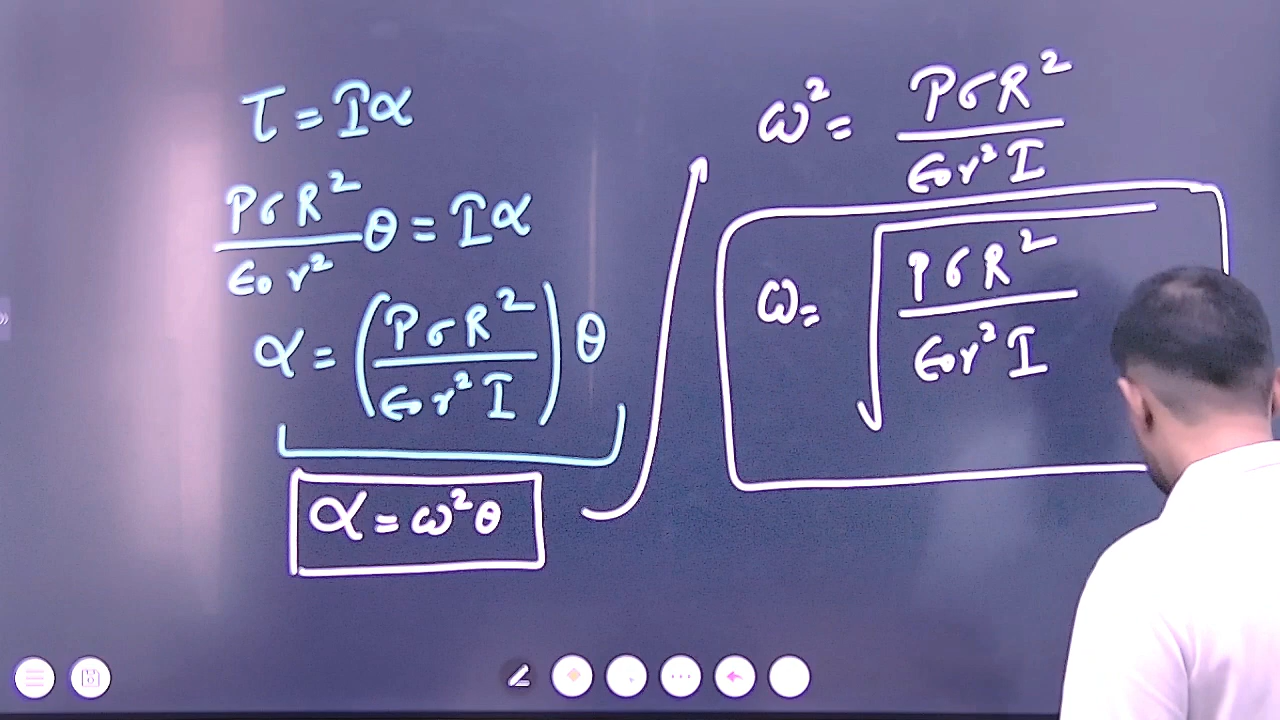 τ = Iα
PσR²/ϵ₀r² θ = Iα
α = (PσR²/ϵ₀r²I) θ
α = ω²θ
ω² = PσR²/ϵ₀r²I
ω = √(PσR²/ϵ₀r²I)